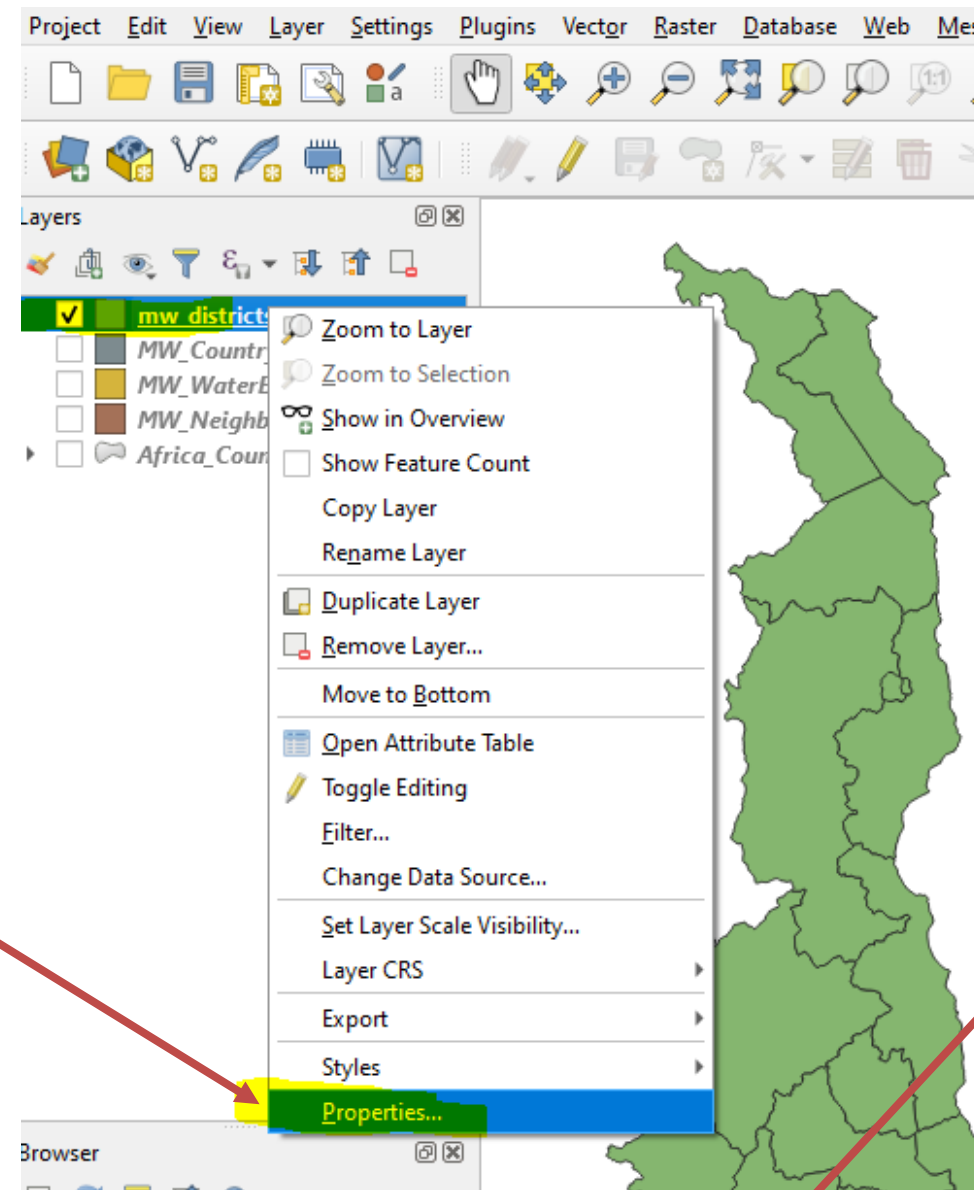 Project Edit View Layer Settings Plugins Vector Raster Database Web Mes
a
1:1
Layers
ε
mw_districts
MW_Countr
MW_WaterB
MW_Neighb
Africa_Coun
Zoom to Layer
Zoom to Selection
Show in Overview
Show Feature Count
Copy Layer
Rename Layer
Duplicate Layer
Remove Layer...
Move to Bottom
Open Attribute Table
Toggle Editing
Filter...
Change Data Source...
Set Layer Scale Visibility...
Layer CRS
Export
Styles
Properties...
Browser